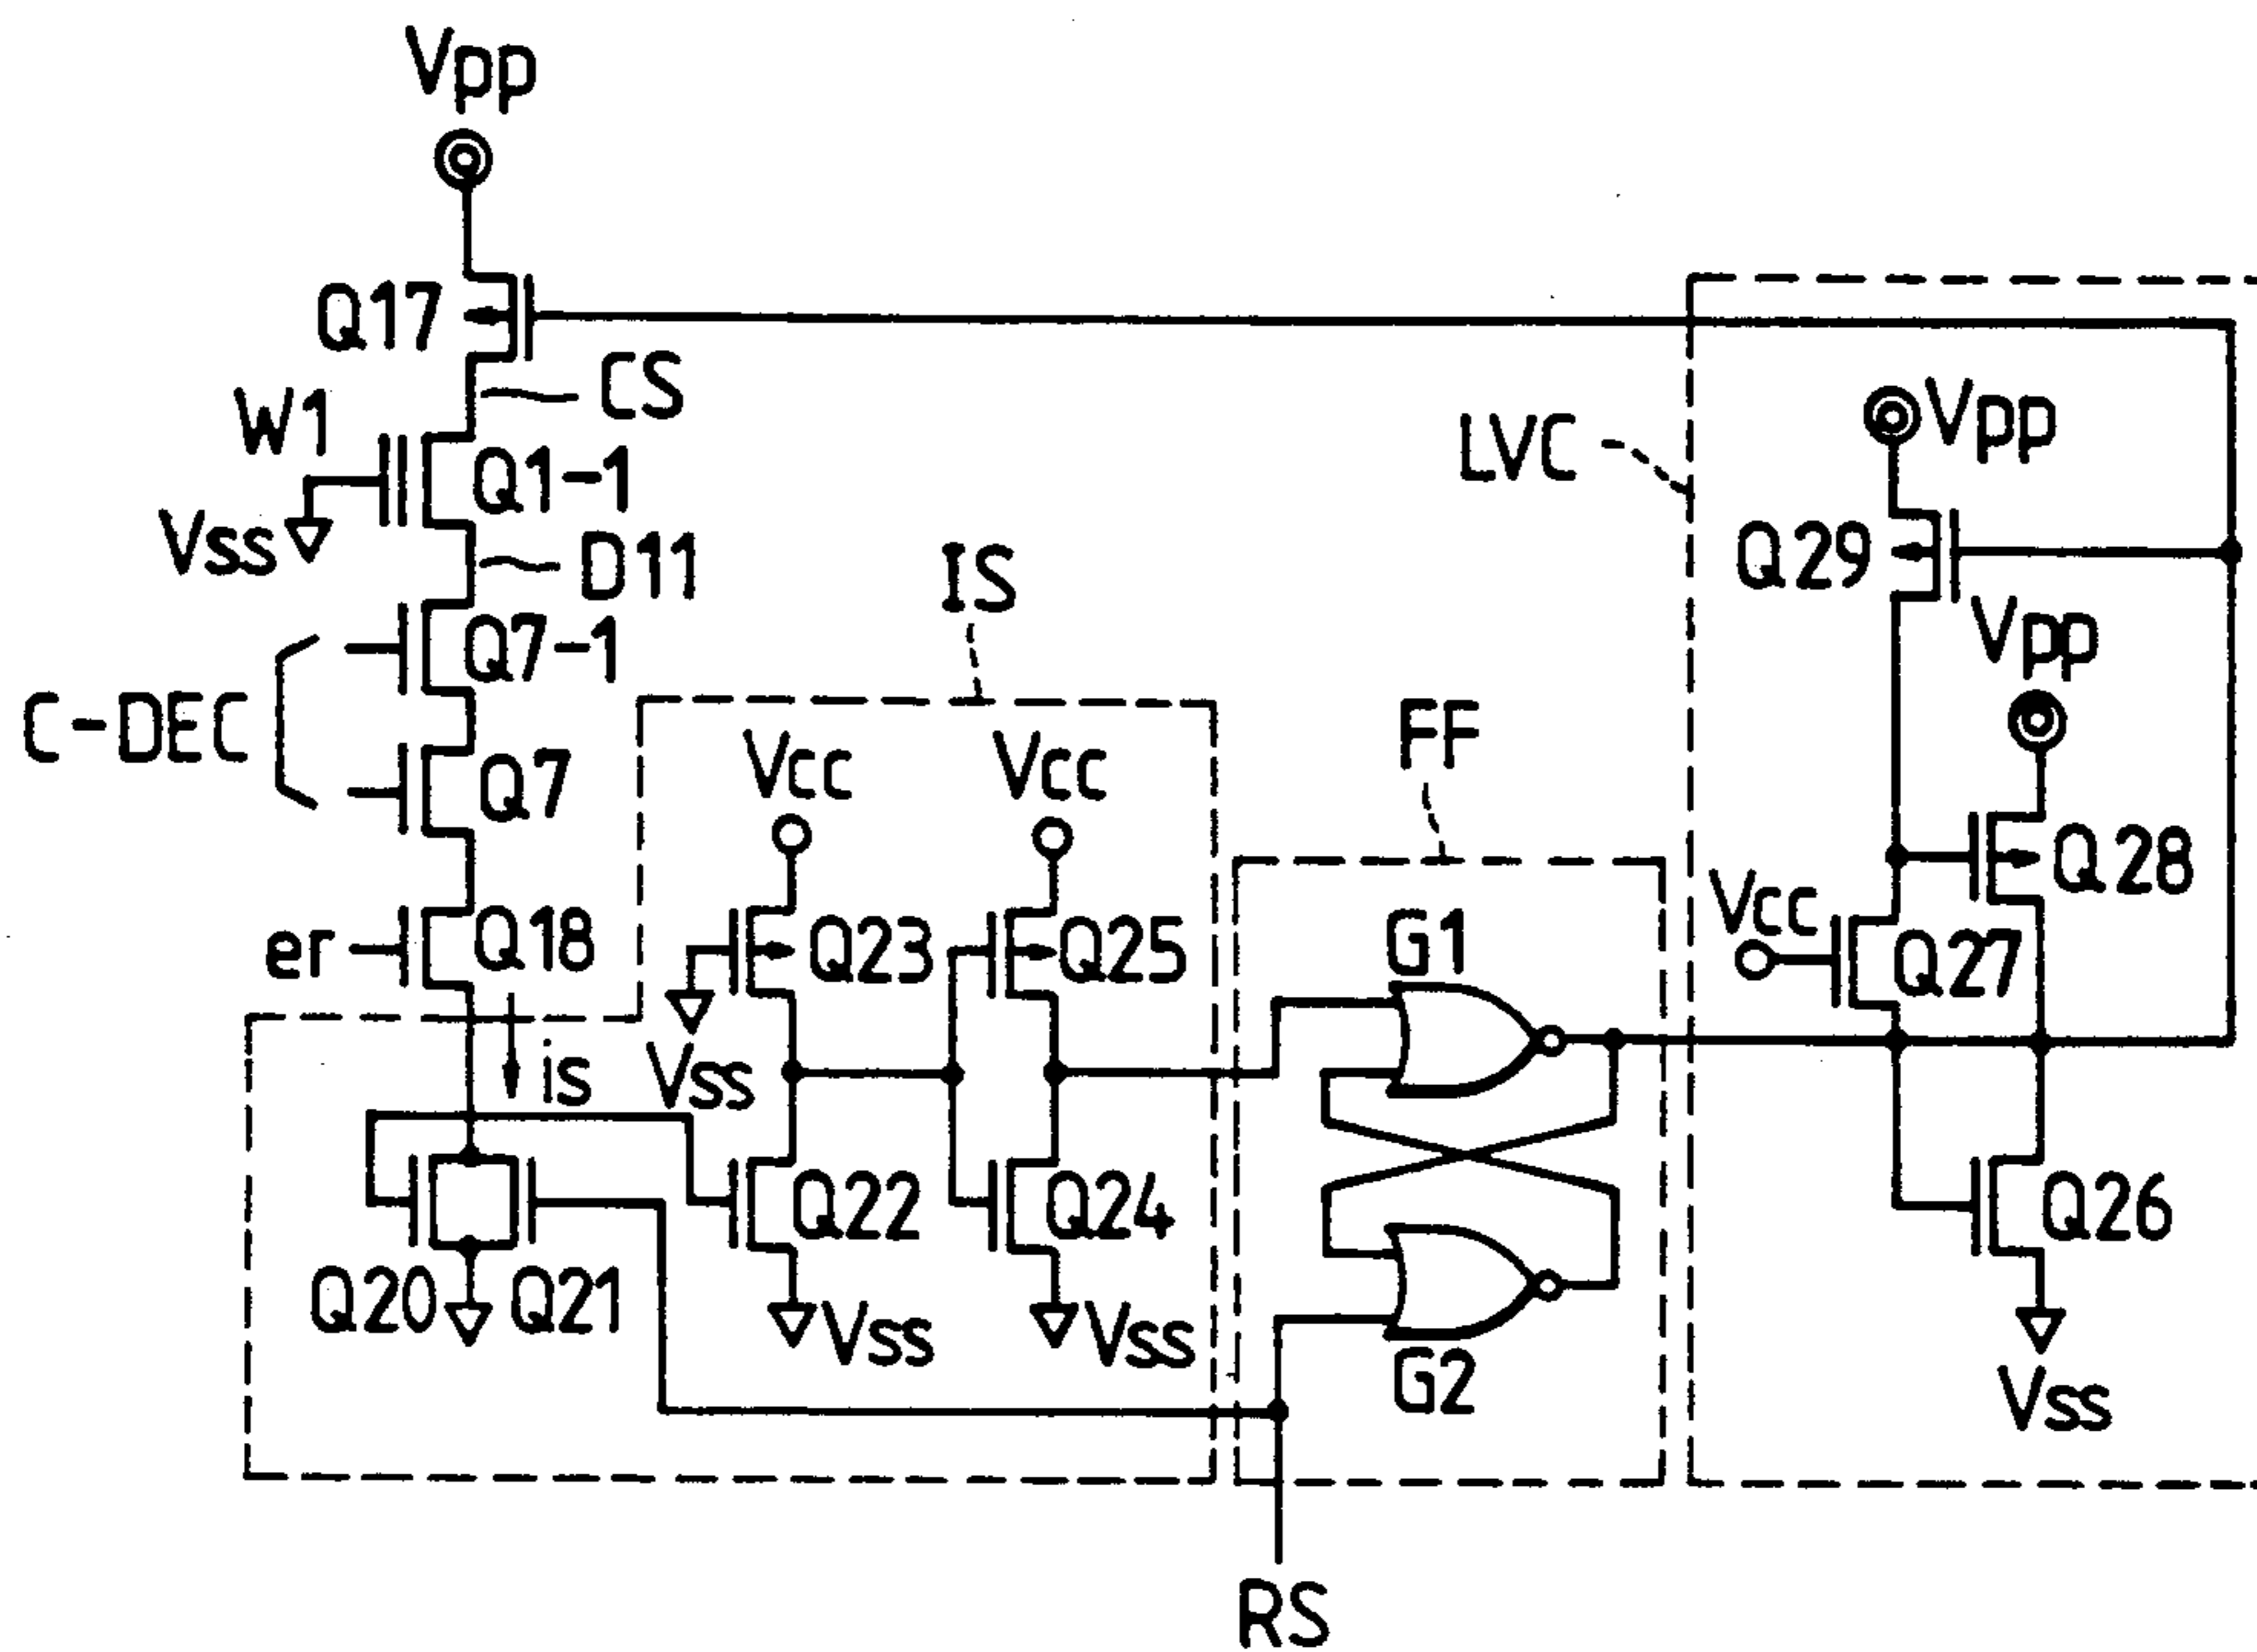 Vpp
Q17
CS
W1
Q1-1
Vss
D11
Q7-1
C-DEC
Q7
er
Q18
is
IS
Vcc
Vcc
Q23
Q25
Vss
Q22
Q24
Q20
Q21
Vss
Vss
FF
G1
G2
RS
LVC
Vpp
Q29
Vpp
Q28
Vcc
Q27
Q26
Vss